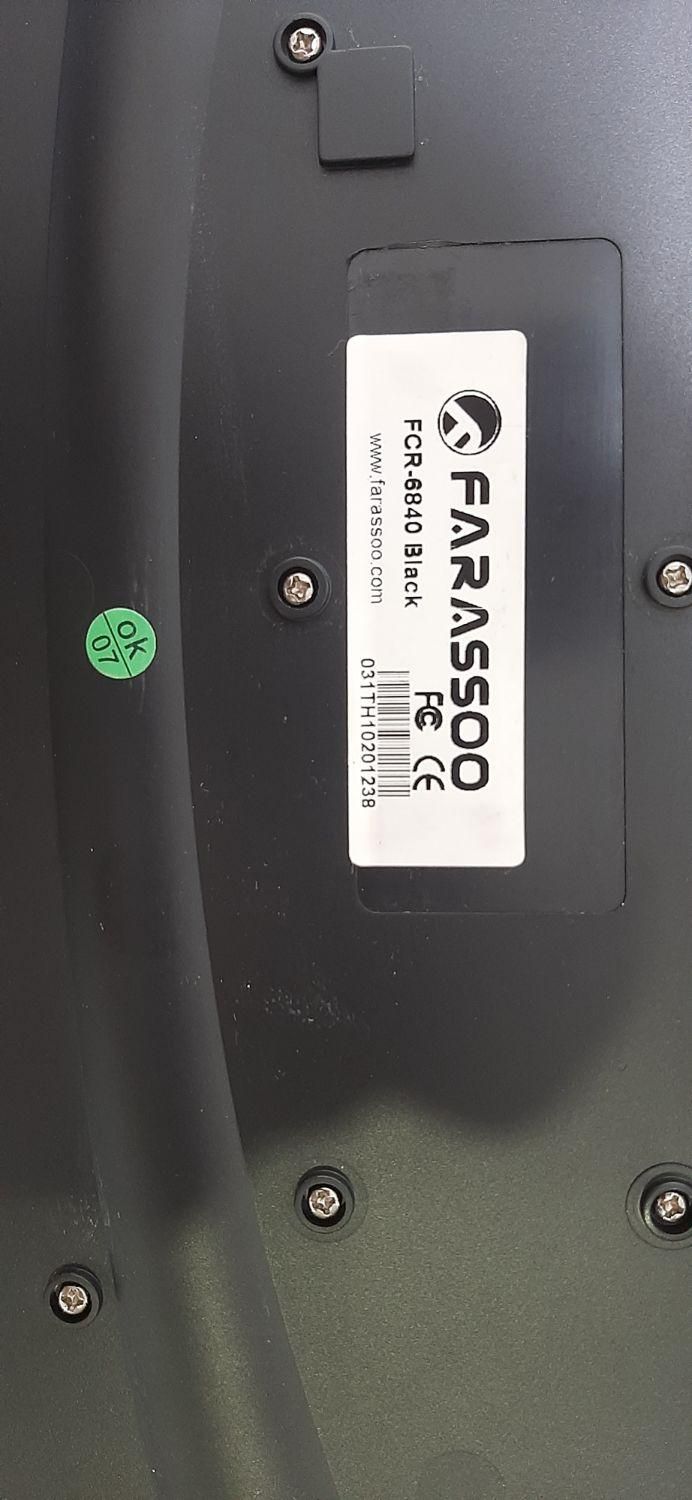 FARASSOO
FCR-6840 Black
FC CE
www.farassoo.com
031TH10201238
OK
07